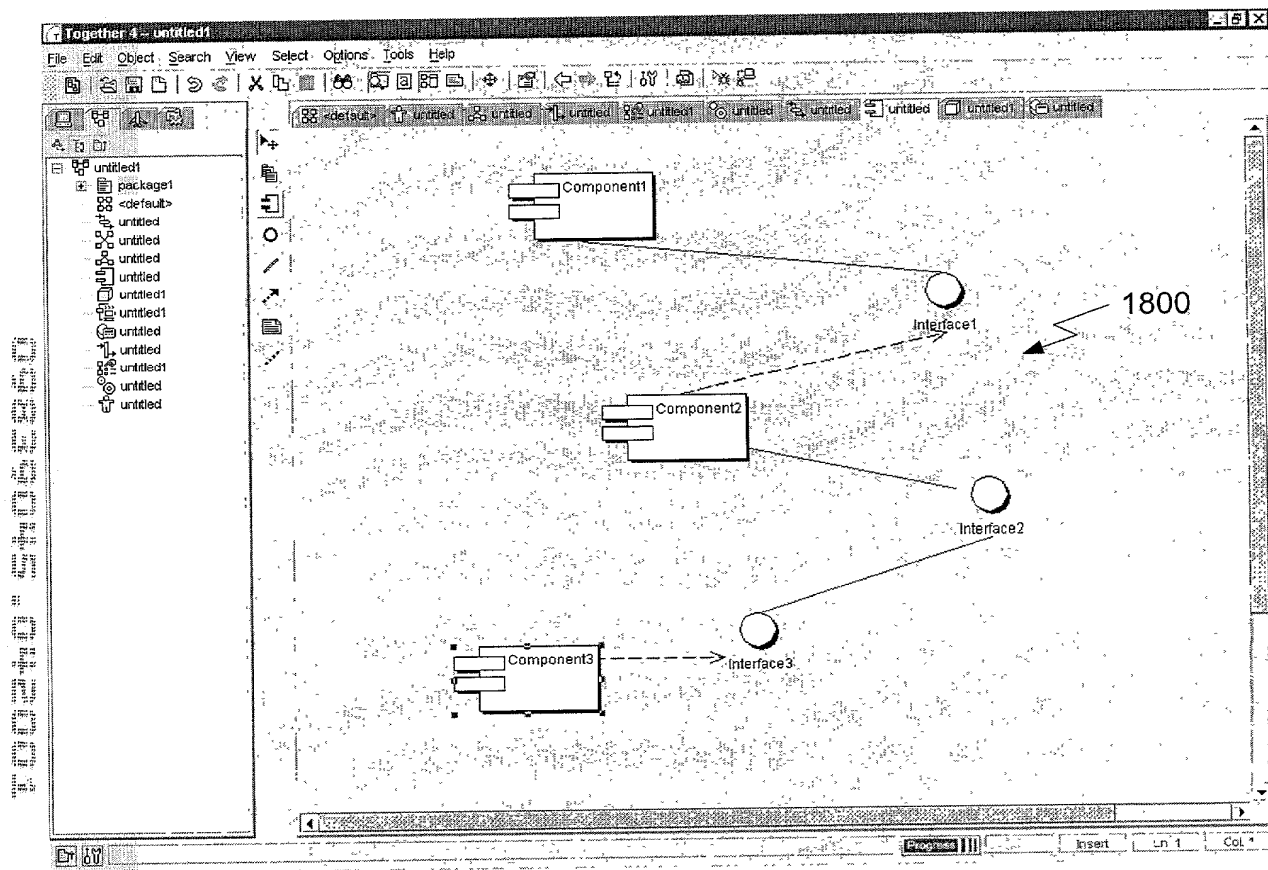 Together 4 - untitled1
File Edit Object Search View Select Options Tools Help
<default> untitled untitled untitled untitled1 untitled untitled untitled untitled1 untitled
untitled1
package1
<default>
untitled
untitled
untitled
untitled
untitled1
untitled1
untitled
untitled
untitled1
untitled
untitled
Component1
Interface1
1800
Component2
Interface2
Component3
Interface3
Progress
Insert
Ln 1